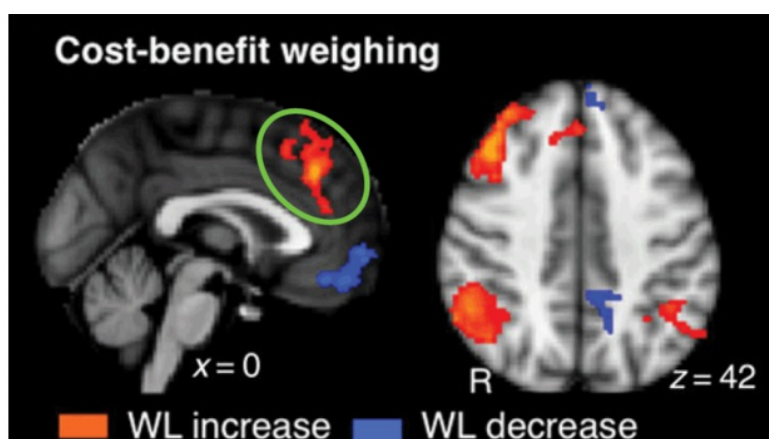 Cost-benefit weighing
x = 0
R
z = 42
WL increase
WL decrease